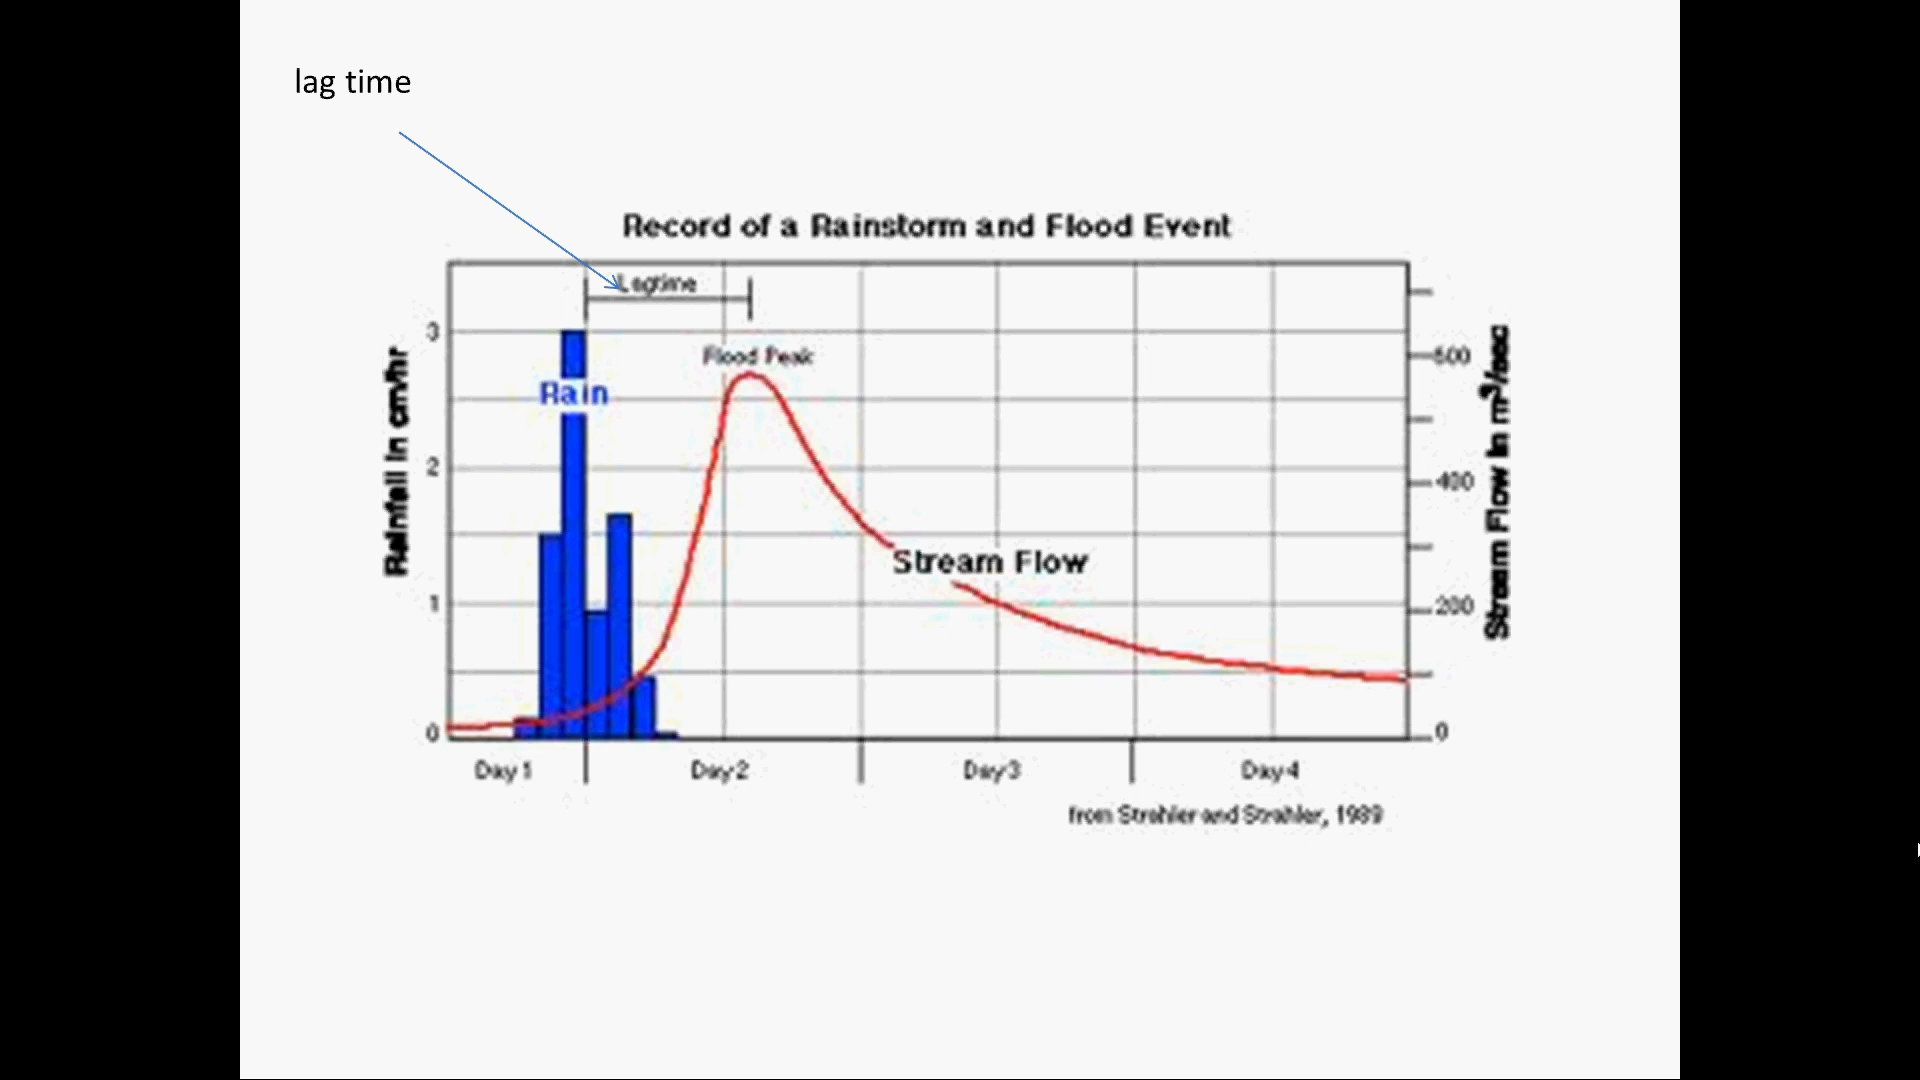 lag time
Record of a Rainstorm and Flood Event
Lagtime
3
Flood Peak
600
Rain
Rainfall in cm/hr
2
400
Stream Flow in m³/sec
Stream Flow
1
200
0
0
Day 1
Day 2
Day 3
Day 4
from Strahler and Strahler, 1989